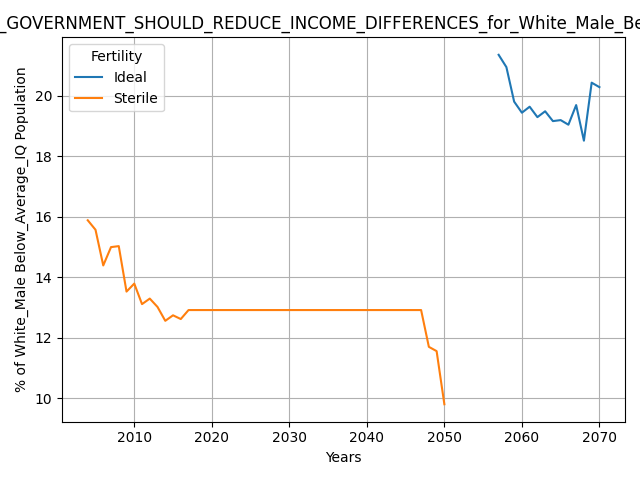 _GOVERNMENT_SHOULD_REDUCE_INCOME_DIFFERENCES_for_White_Male_Be
Fertility
Ideal
Sterile
% of White_Male Below_Average_IQ Population
20
18
16
14
12
10
2010 2020 2030 2040 2050 2060 2070
Years